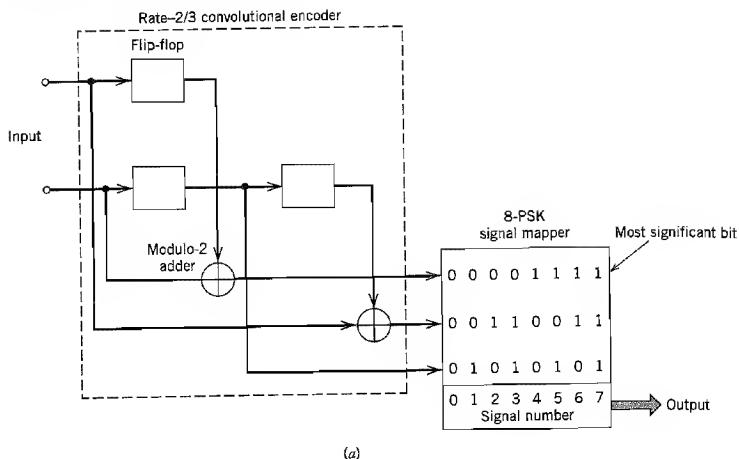 Rate–2/3 convolutional encoder
Flip-flop
Input
8-PSK
signal mapper
Most significant bit
Modulo-2
adder
0 0 0 0 1 1 1 1
0 0 1 1 0 0 1 1
0 1 0 1 0 1 0 1
0 1 2 3 4 5 6 7
Signal number
Output
(a)